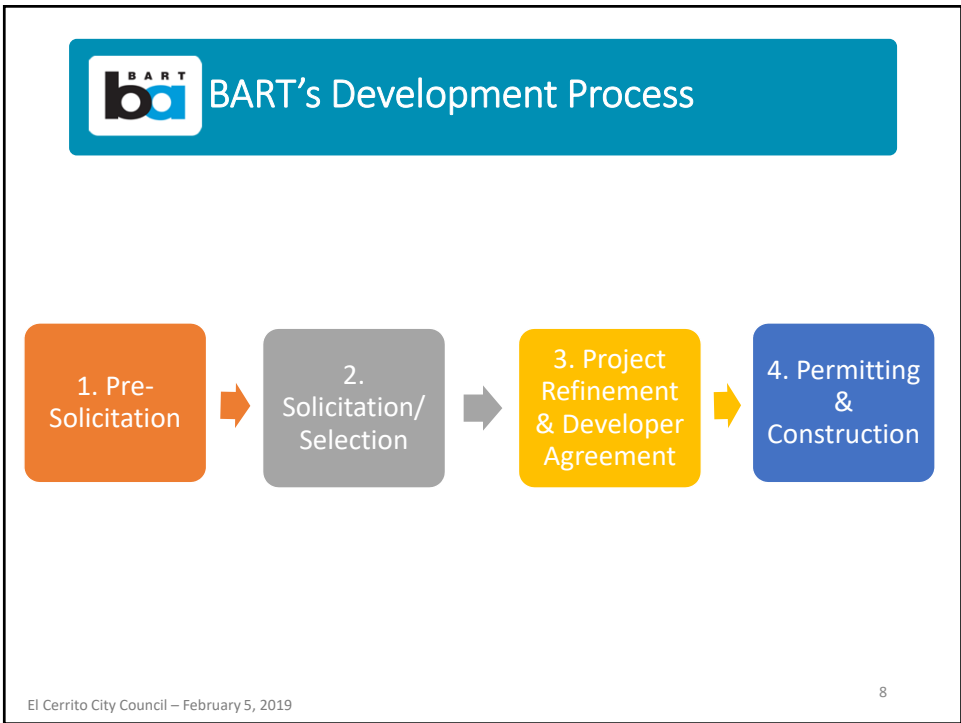 BART
ba
BART's Development Process
1. Pre-
Solicitation
2.
Solicitation/
Selection
3. Project
Refinement
& Developer
Agreement
4. Permitting
&
Construction
8
El Cerrito City Council – February 5, 2019